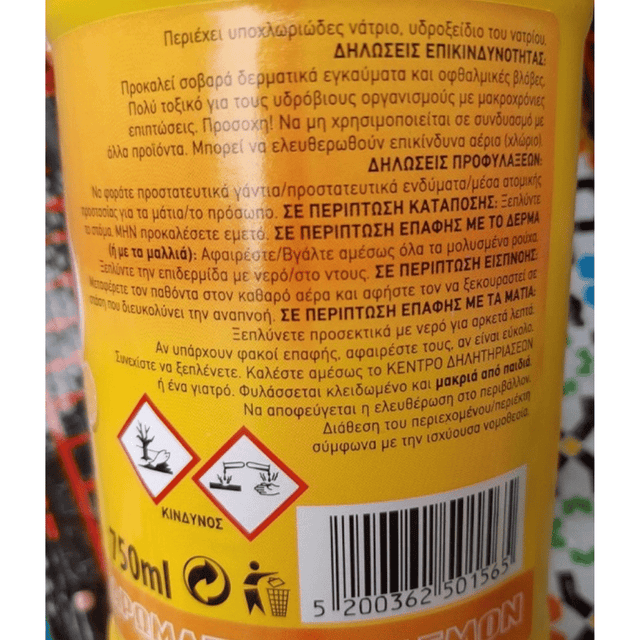 Περιέχει υποχλωριώδες νάτριο, υδροξείδιο του νατρίου.
ΔΗΛΩΣΕΙΣ ΕΠΙΚΙΝΔΥΝΟΤΗΤΑΣ:
Προκαλεί σοβαρά δερματικά εγκαύματα και οφθαλμικές βλάβες.
Πολύ τοξικό για τους υδρόβιους οργανισμούς με μακροχρόνιες
επιπτώσεις. Προσοχη! Να μη χρησιμοποιείται σε συνδυασμό με
άλλα προϊόντα. Μπορεί να ελευθερωθούν επικίνδυνα αέρια (χλώριο).
ΔΗΛΩΣΕΙΣ ΠΡΟΦΥΛΑΞΕΩΝ:
Να φοράτε προστατευτικά γάντια/προστατευτικά ενδύματα/μέσα ατομικής
προστασίας για τα μάτια/το πρόσωπο. ΣΕ ΠΕΡΙΠΤΩΣΗ ΚΑΤΑΠΟΣΗΣ: Ξεπλύντε
το στόμα. ΜΗΝ προκαλέσετε εμετό. ΣΕ ΠΕΡΙΠΤΩΣΗ ΕΠΑΦΗΣ ΜΕ ΤΟ ΔΕΡΜΑ
(ή με τα μαλλιά): Αφαιρέστε/Βγάλτε αμέσως όλα τα μολυσμένα ρούχα.
Ξεπλύντε την επιδερμίδα με νερό/στο ντους. ΣΕ ΠΕΡΙΠΤΩΣΗ ΕΙΣΠΝΟΗΣ:
Μεταφέρετε τον παθόντα στον καθαρό αέρα και αφήστε τον να ξεκουραστεί σε
στάση που διευκολύνει την αναπνοή. ΣΕ ΠΕΡΙΠΤΩΣΗ ΕΠΑΦΗΣ ΜΕ ΤΑ ΜΑΤΙΑ:
Ξεπλύνετε προσεκτικά με νερό για αρκετά λεπτά.
Αν υπάρχουν φακοί επαφής, αφαιρέστε τους, αν είναι εύκολο.
Συνεχίστε να ξεπλένετε. Καλέστε αμέσως το ΚΕΝΤΡΟ ΔΗΛΗΤΗΡΙΑΣΕΩΝ
ή ένα γιατρό. Φυλάσσεται κλειδωμένο και μακριά από παιδιά.
Να αποφεύγεται η ελευθέρωση στο περιβάλλον.
Διάθεση του περιεχομένου/περιέκτη
σύμφωνα με την ισχύουσα νομοθεσία.
ΚΙΝΔΥΝΟΣ
750ml
5 200362 501565